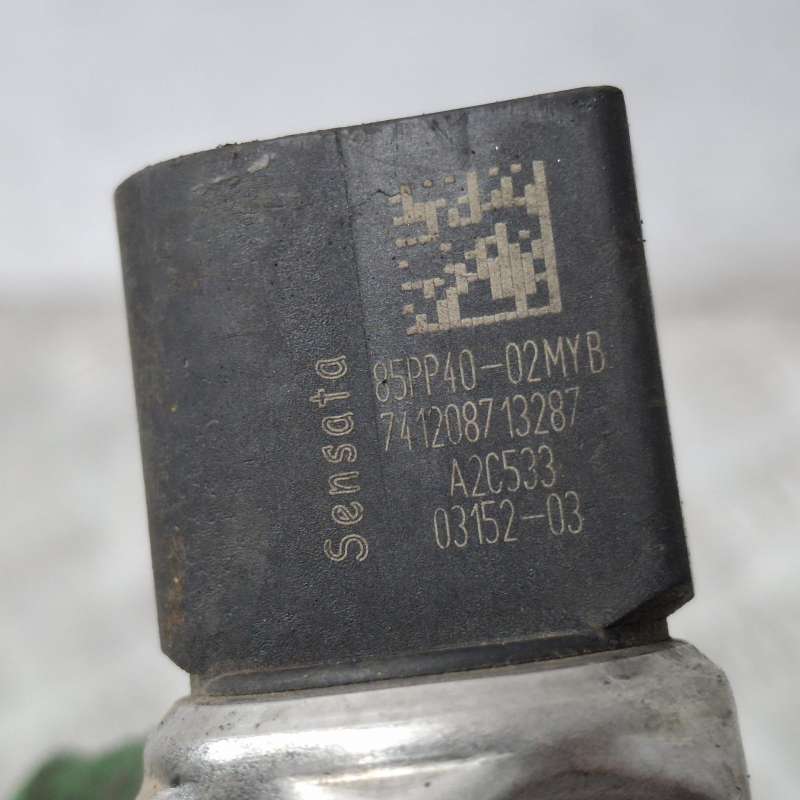 Sensata
85PP40-02MYB
741208713287
A2C533
03152-03